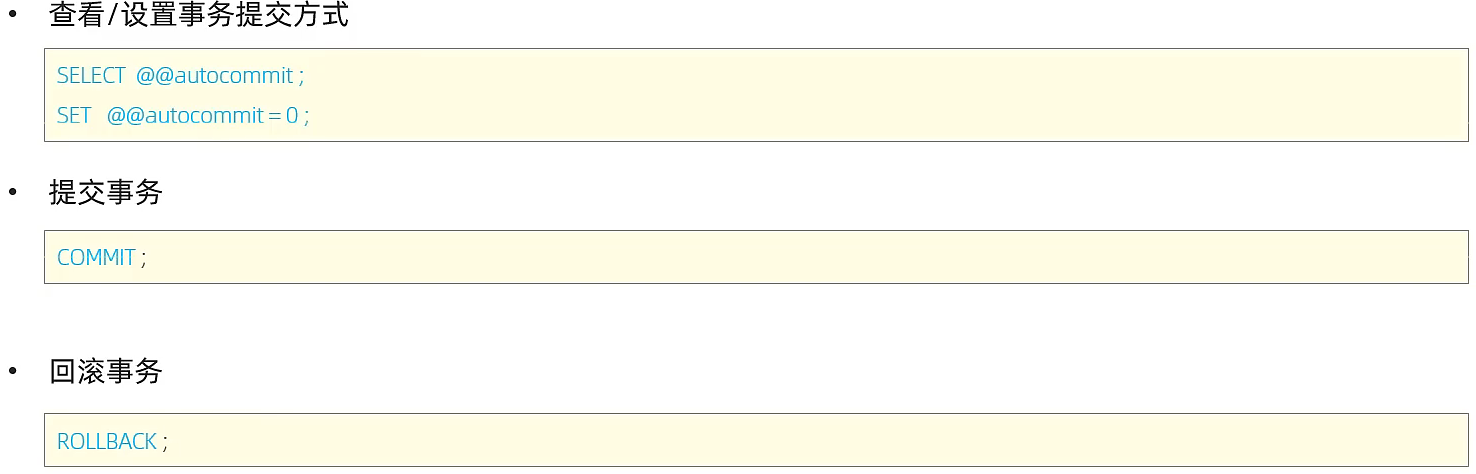 • 查看/设置事务提交方式
SELECT @@autocommit ;
SET @@autocommit = 0 ;
• 提交事务
COMMIT ;
• 回滚事务
ROLLBACK ;